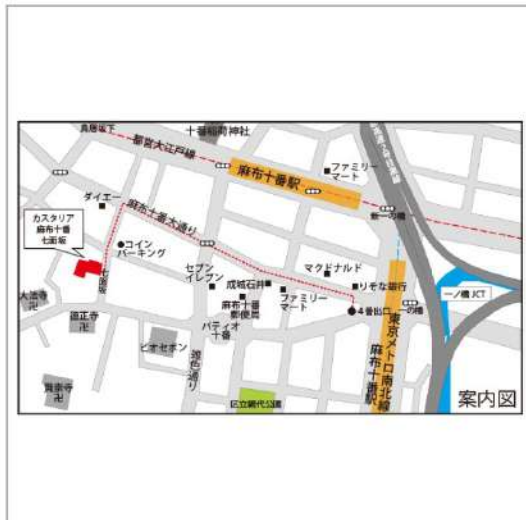 鳥居坂下
都営大江戸線
十番稲荷神社
麻布十番駅
ファミリー
マート
新一の橋
ダイエー
麻布十番大通り
カスタリア
麻布十番
七面坂
コイン
パーキング
七面坂
セブン
イレブン
成城石井
麻布十番
郵便局
ファミリー
マート
マクドナルド
りそな銀行
4番出口
一の橋
一ノ橋 JCT
大法寺
卍
道正寺
卍
ピオセボン
パティオ
十番
東京メトロ南北線
麻布十番駅
賢崇寺
卍
区立網代公園
案内図